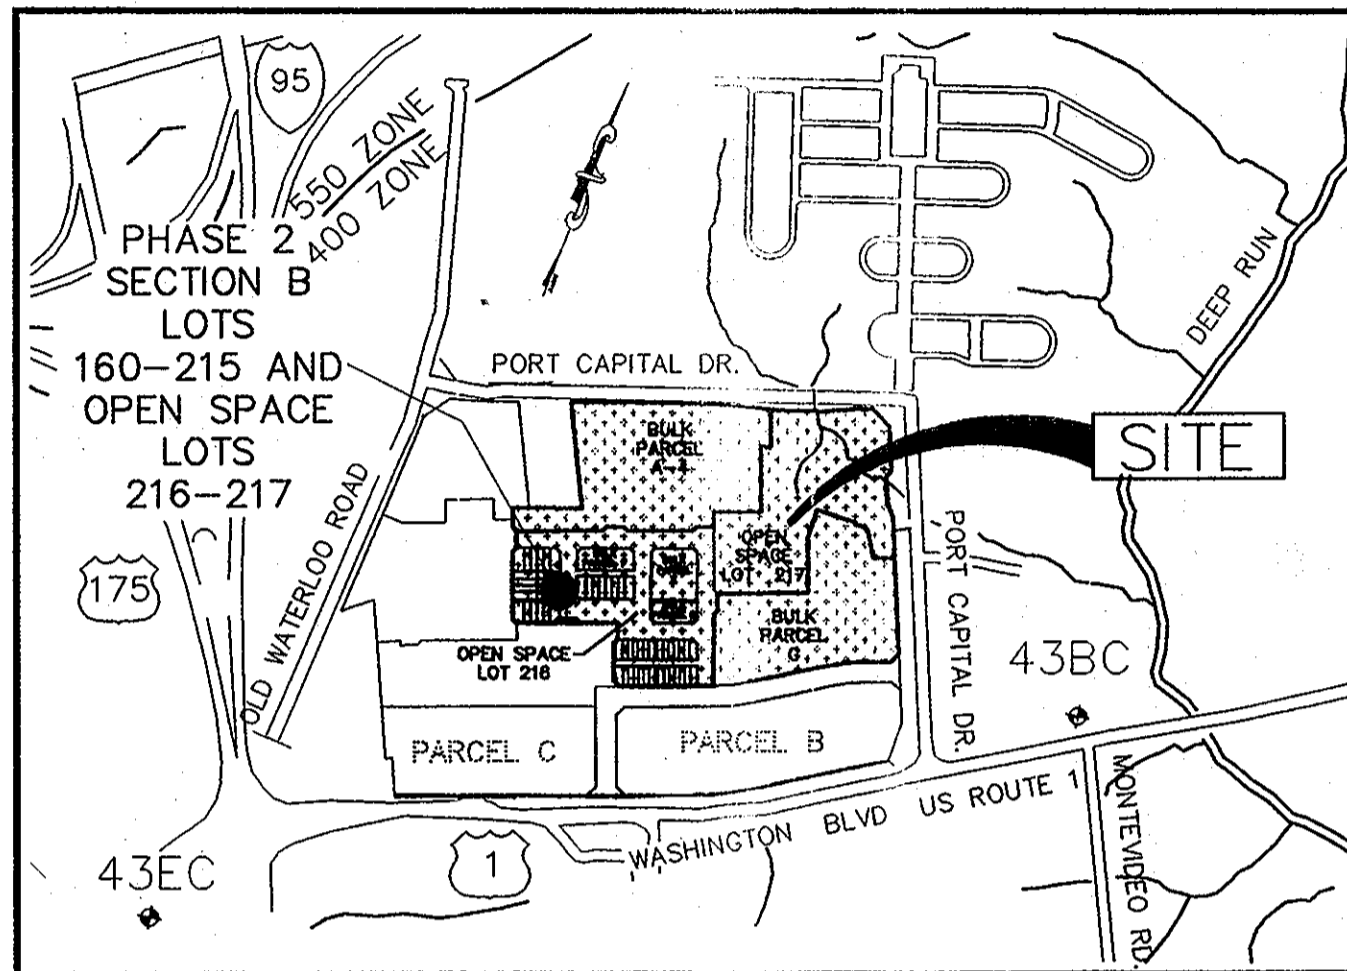 95
550 ZONE
400 ZONE
PHASE 2
SECTION B
LOTS
160-215 AND
OPEN SPACE
LOTS
216-217
DEEP RUN
PORT CAPITAL DR.
SITE
BULK
PARCEL
OPEN
SPACE
LOT 217
BULK
PARCEL
G
OPEN SPACE
LOT 216
175
OLD WATERLOO ROAD
PORT CAPITAL DR.
43BC
PARCEL C
PARCEL B
WASHINGTON BLVD US ROUTE 1
MONTEVIDEO RD.
43EC
1